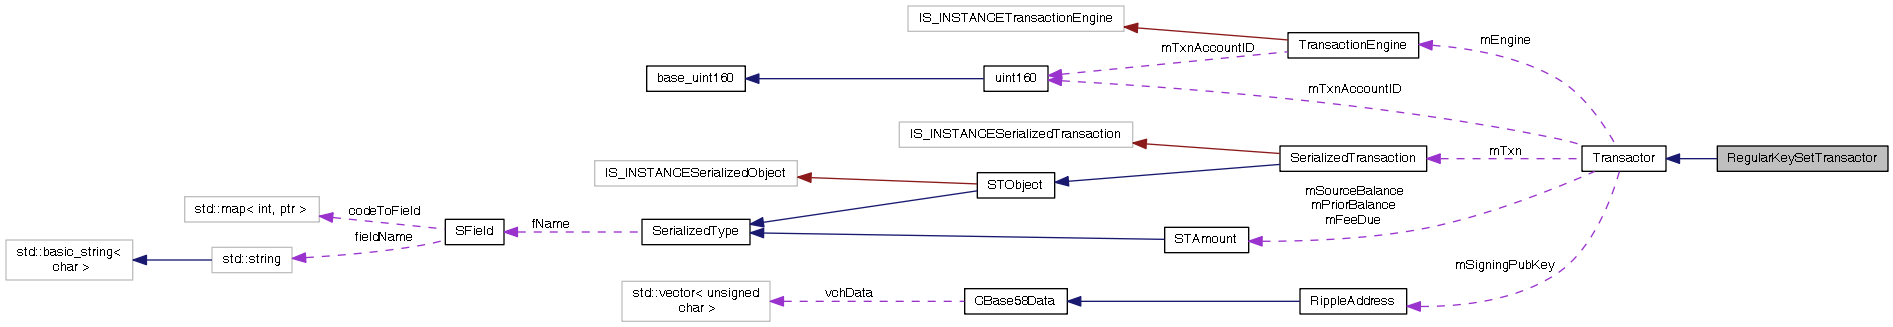 IS_INSTANCETransactionEngine
mEngine
TransactionEngine
mTxnAccountID
base_uint160
uint160
mTxnAccountID
IS_INSTANCESerializedTransaction
SerializedTransaction
mTxn
Transactor
RegularKeySetTransactor
IS_INSTANCESerializedObject
STObject
mSourceBalance
mPriorBalance
mFeeDue
std::map< int, ptr >
codeToField
SField
fName
SerializedType
STAmount
fieldName
std::basic_string<
char >
std::string
mSigningPubKey
std::vector< unsigned
char >
vchData
CBase58Data
RippleAddress